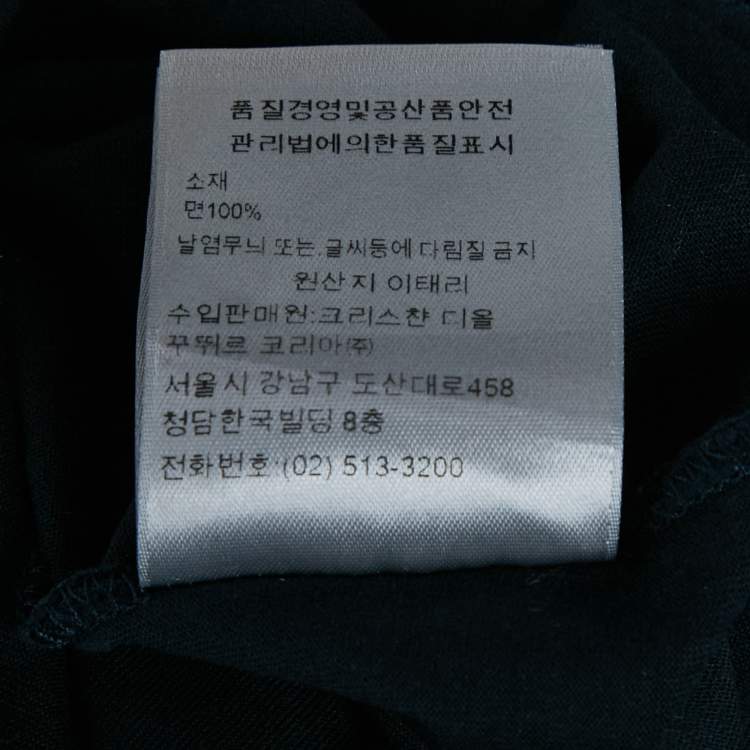 품질경영및공산품안전
관리법에의한품질표시
소재
면100%
날염무늬 또는.글씨등에 다림질 금지
원산지 이태리
수입판매원:크리스챤 디올
꾸뛰르 코리아(주)
서울시 강남구 도산대로458
청담한국빌딩 8층
전화번호:(02) 513-3200